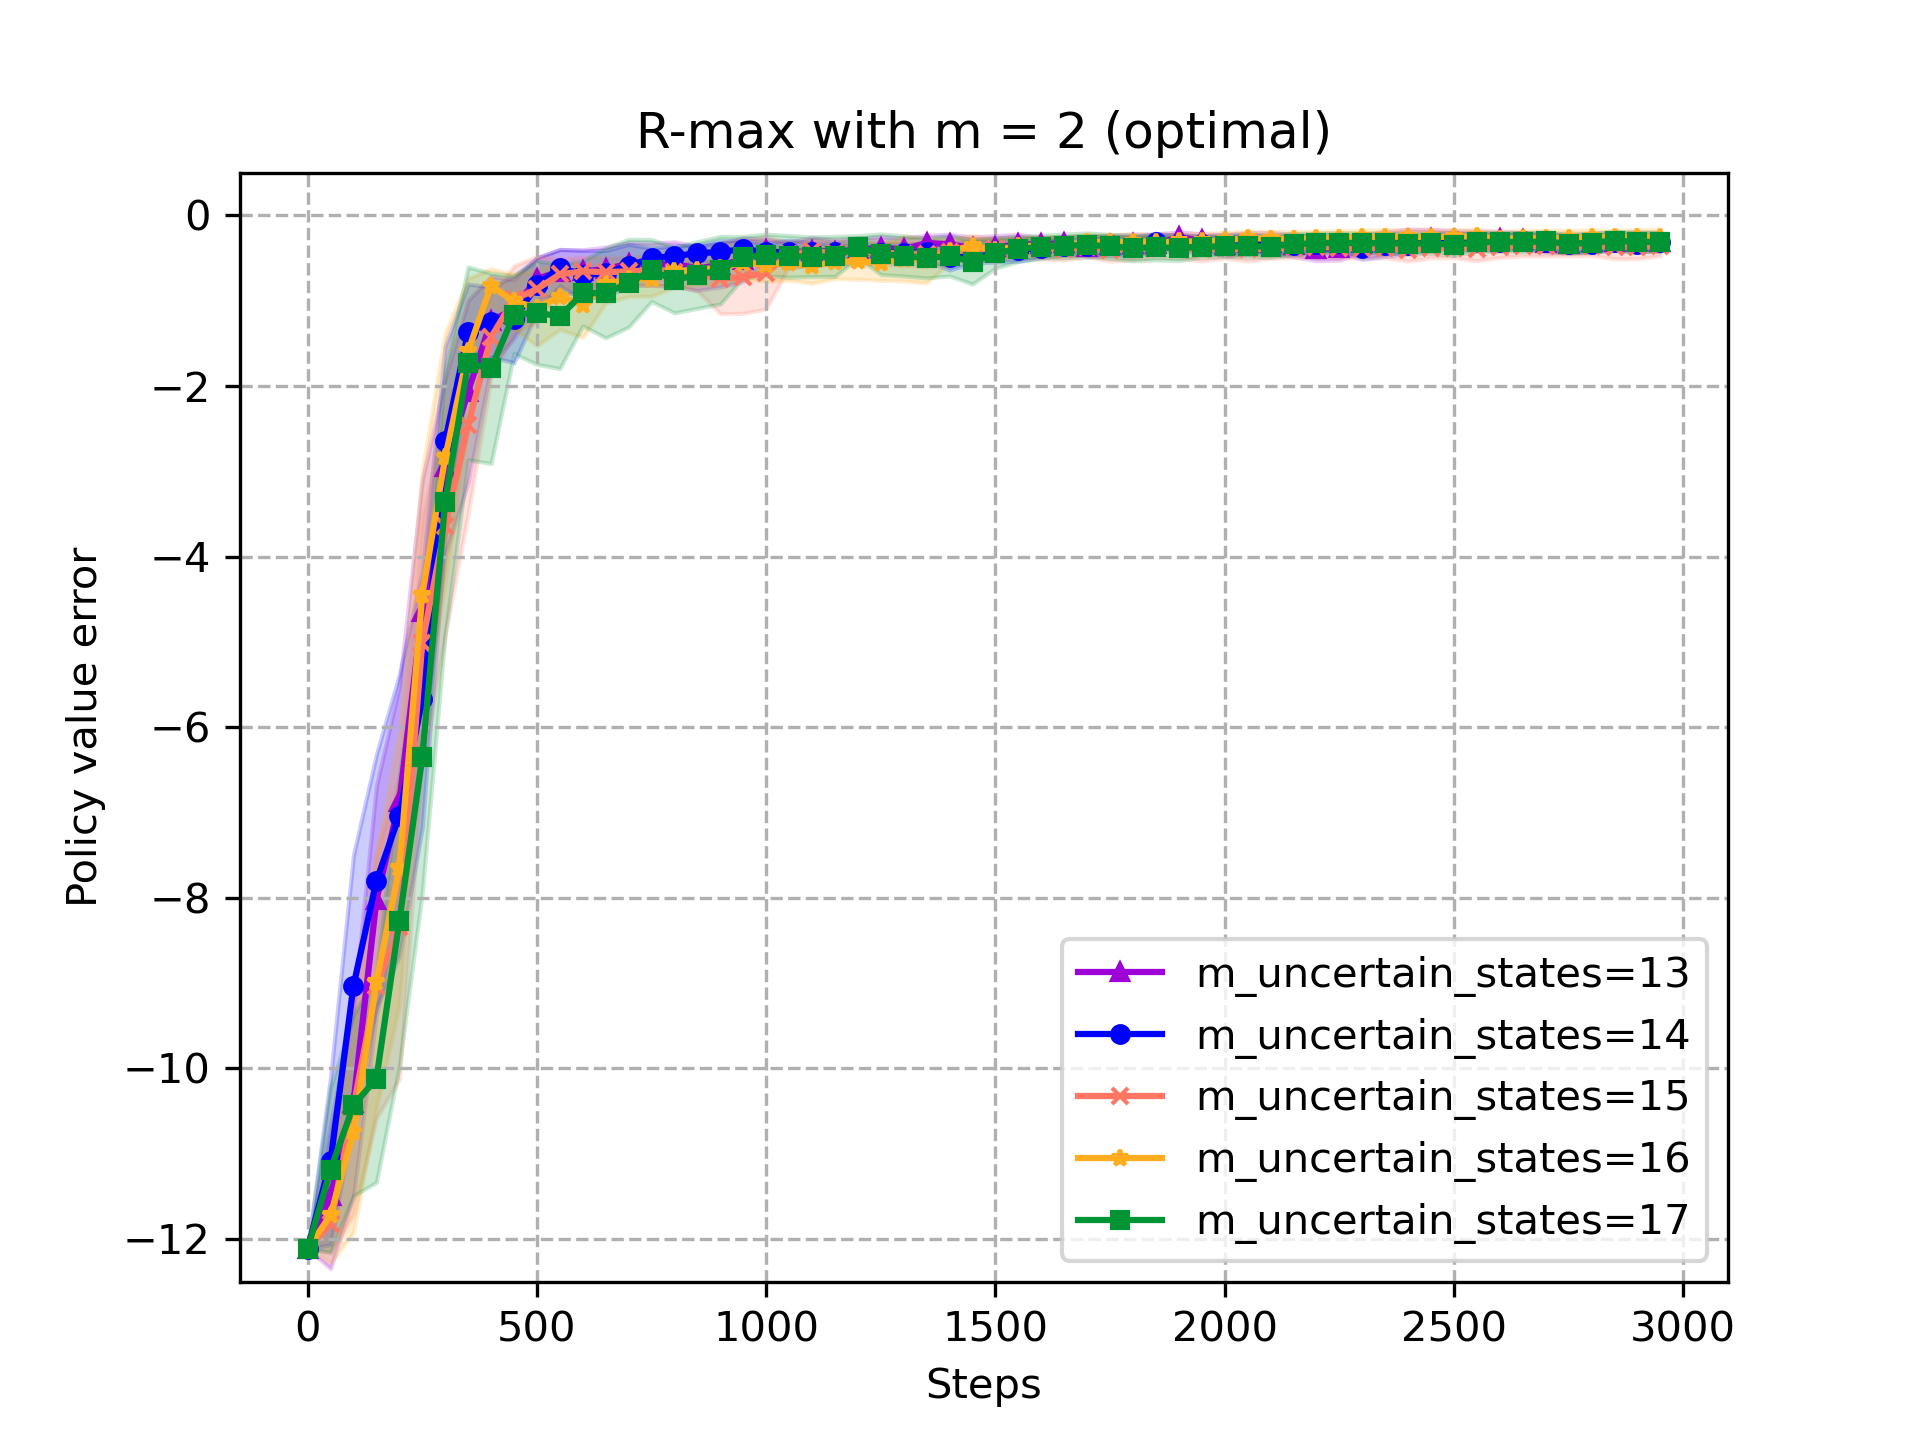 R-max with m = 2 (optimal)
Policy value error
0
−2
−4
−6
−8
−10
−12
0 500 1000 1500 2000 2500 3000
Steps
m_uncertain_states=13
m_uncertain_states=14
m_uncertain_states=15
m_uncertain_states=16
m_uncertain_states=17